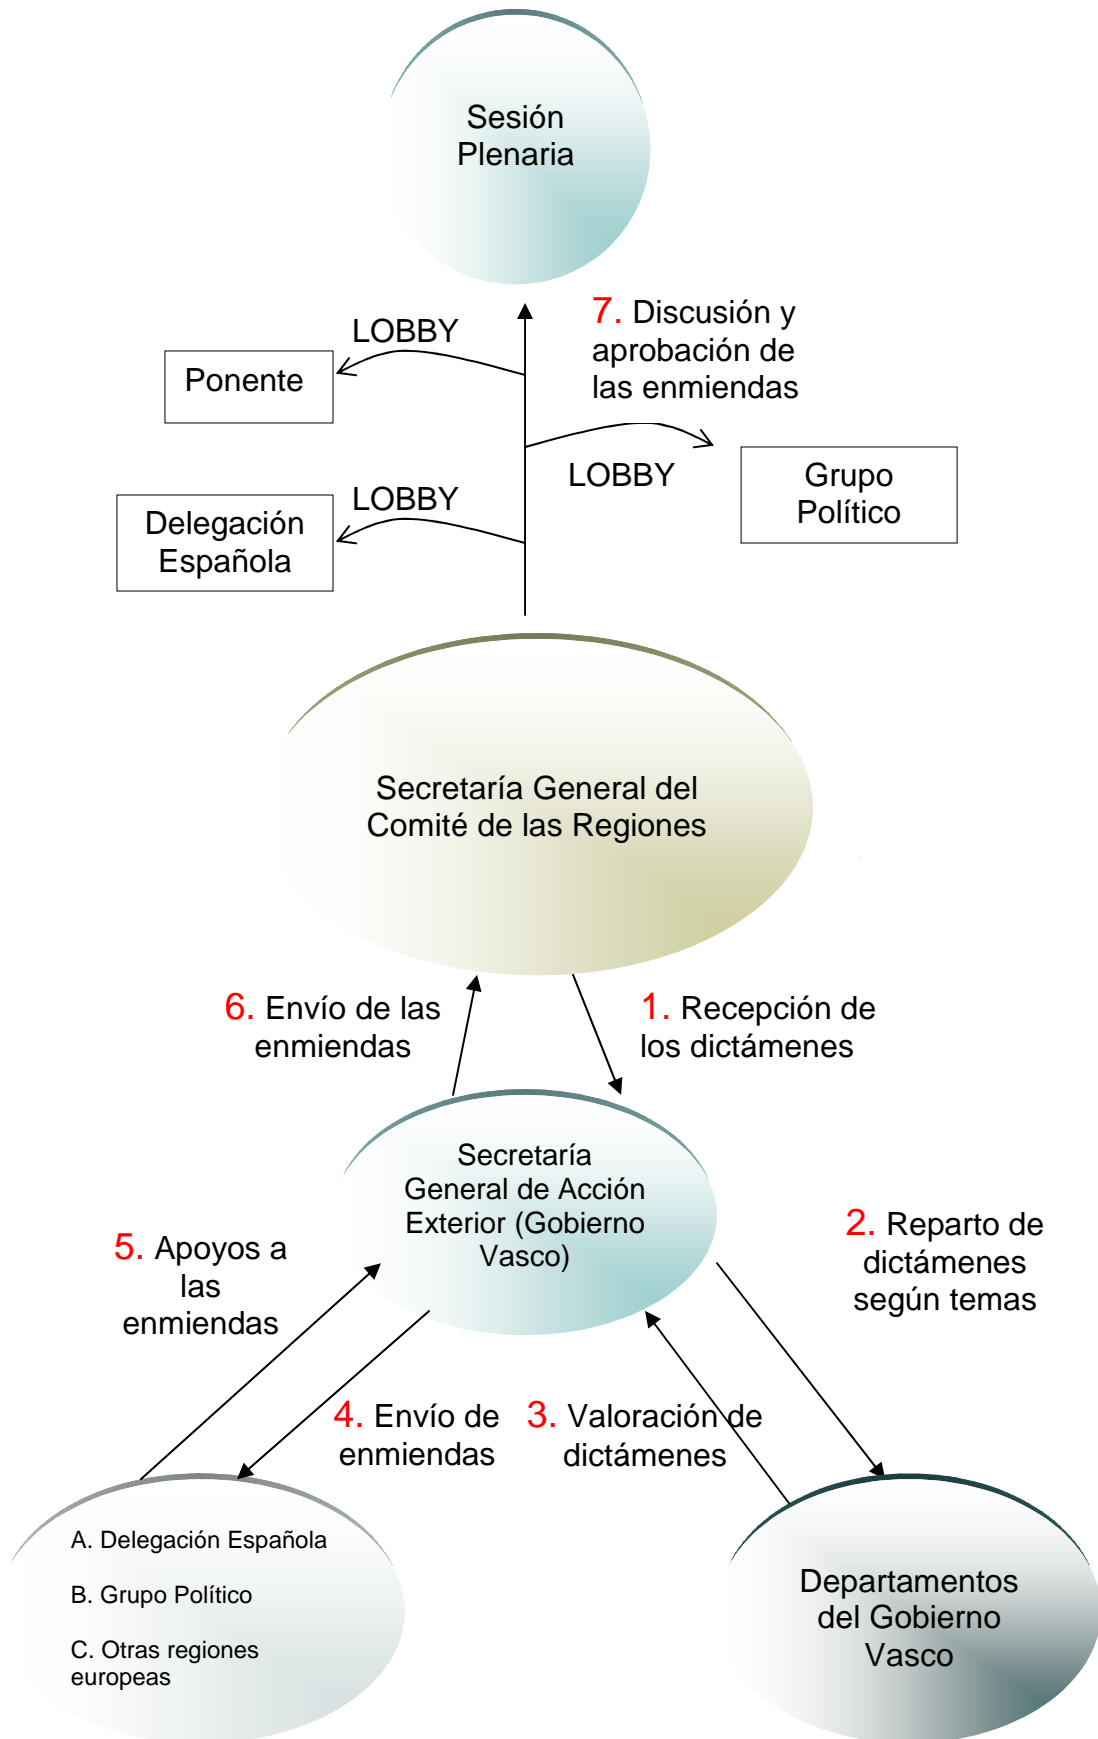 Sesión
Plenaria
7. Discusión y
aprobación de
las enmiendas
LOBBY
Ponente
LOBBY
Grupo
Político
LOBBY
Delegación
Española
Secretaría General del
Comité de las Regiones
6. Envío de las
enmiendas
1. Recepción de
los dictámenes
Secretaría
General de Acción
Exterior (Gobierno
Vasco)
5. Apoyos a
las
enmiendas
2. Reparto de
dictámenes
según temas
4. Envío de
enmiendas
3. Valoración de
dictámenes
A. Delegación Española
B. Grupo Político
C. Otras regiones
europeas
Departamentos
del Gobierno
Vasco